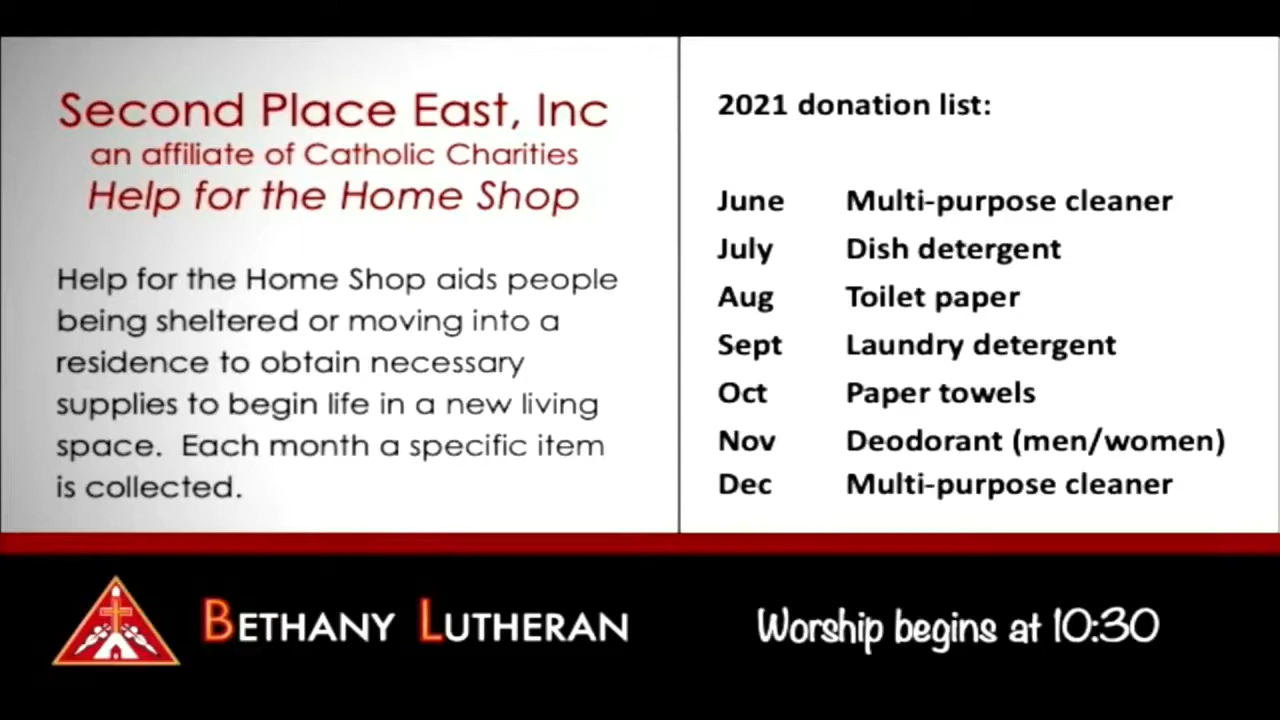 Second Place East, Inc
an affiliate of Catholic Charities
Help for the Home Shop
Help for the Home Shop aids people
being sheltered or moving into a
residence to obtain necessary
supplies to begin life in a new living
space. Each month a specific item
is collected.
2021 donation list:
June Multi-purpose cleaner
July Dish detergent
Aug Toilet paper
Sept Laundry detergent
Oct Paper towels
Nov Deodorant (men/women)
Dec Multi-purpose cleaner
BETHANY LUTHERAN
Worship begins at 10:30